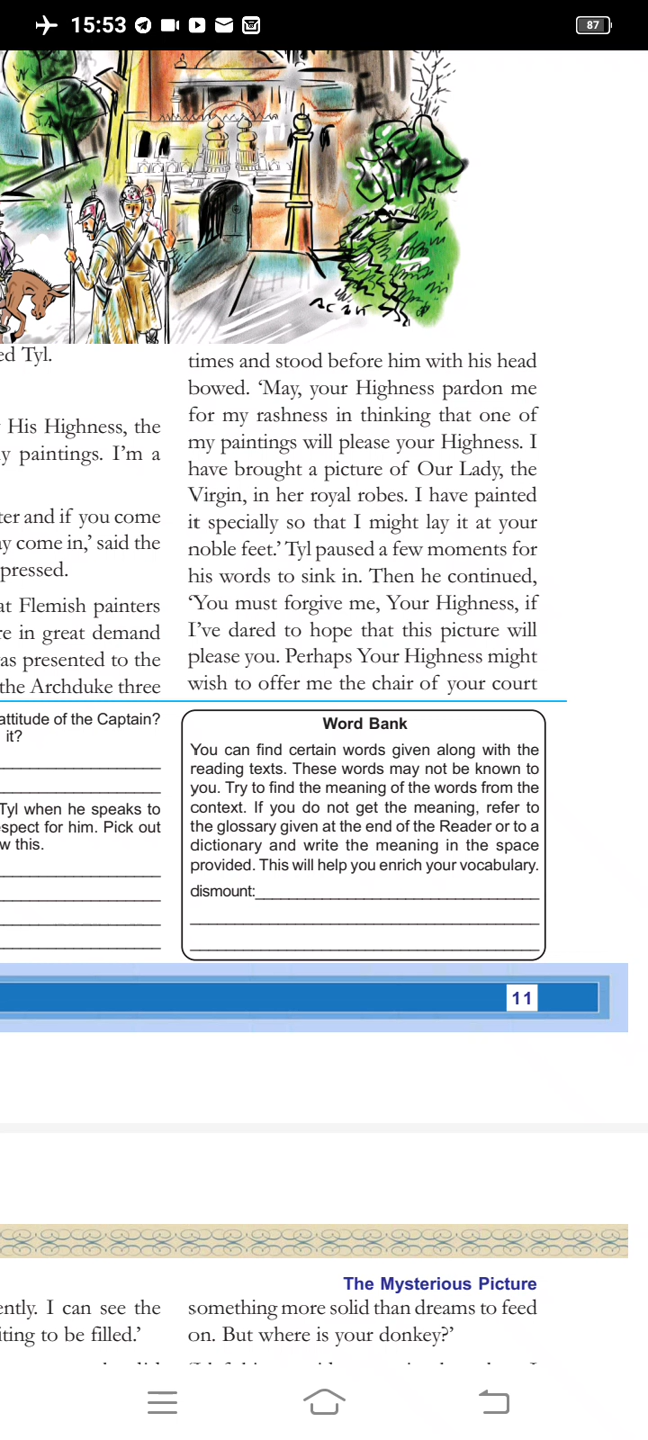 15:53
87
ed Tyl.
His Highness, the
y paintings. I'm a
ter and if you come
ay come in,' said the
pressed.
at Flemish painters
re in great demand
as presented to the
the Archduke three
times and stood before him with his head
bowed. ‘May, your Highness pardon me
for my rashness in thinking that one of
my paintings will please your Highness. I
have brought a picture of Our Lady, the
Virgin, in her royal robes. I have painted
it specially so that I might lay it at your
noble feet.’ Tyl paused a few moments for
his words to sink in. Then he continued,
‘You must forgive me, Your Highness, if
I’ve dared to hope that this picture will
please you. Perhaps Your Highness might
wish to offer me the chair of your court
attitude of the Captain?
it?
Tyl when he speaks to
spect for him. Pick out
w this.
Word Bank
You can find certain words given along with the
reading texts. These words may not be known to
you. Try to find the meaning of the words from the
context. If you do not get the meaning, refer to
the glossary given at the end of the Reader or to a
dictionary and write the meaning in the space
provided. This will help you enrich your vocabulary.
dismount:
11
The Mysterious Picture
ently. I can see the
iting to be filled.’
something more solid than dreams to feed
on. But where is your donkey?’